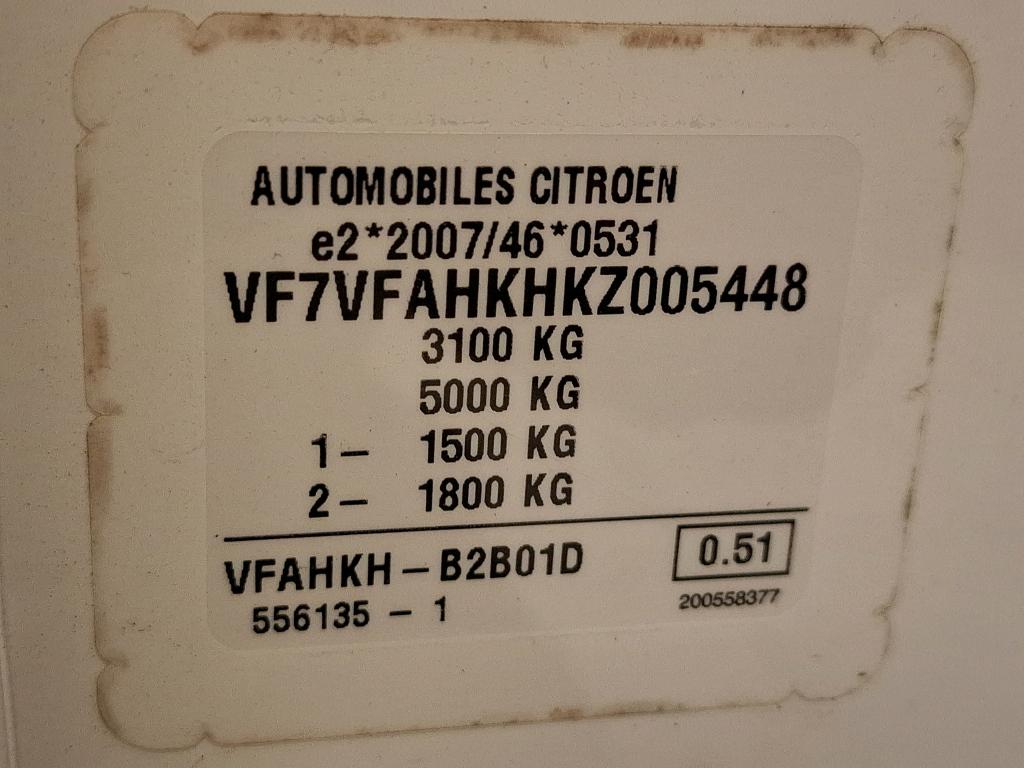 AUTOMOBILES CITROEN
e2*2007/46*0531
VF7VFAHKHKZ005448
3100 KG
5000 KG
1- 1500 KG
2- 1800 KG
VFAHKH-B2B01D
0.51
556135 - 1
200558377